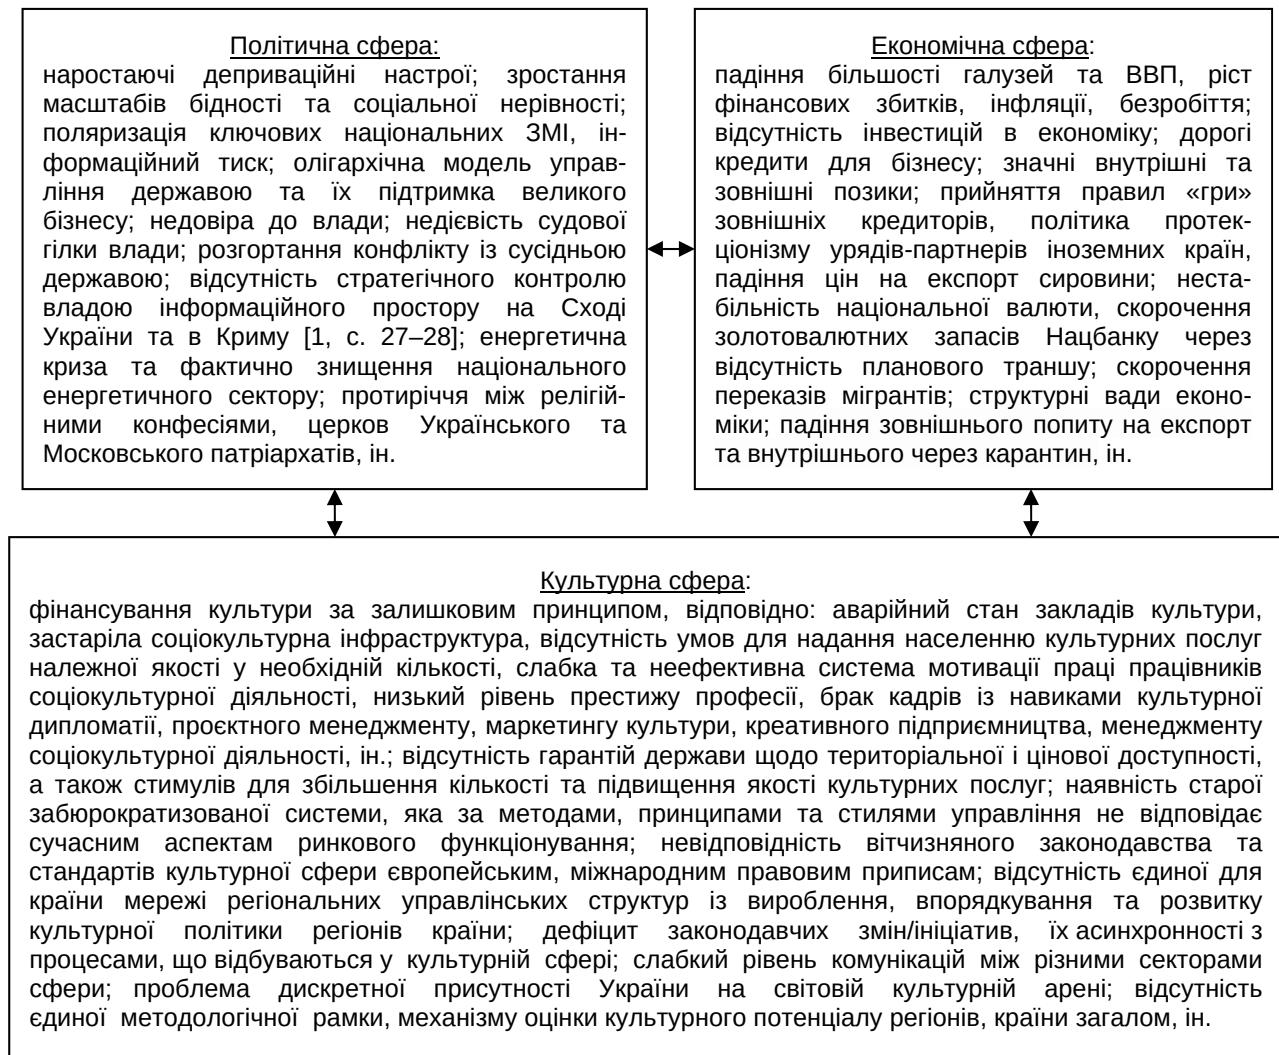 Політична сфера:
наростаючі деприваційні настрої; зростання
масштабів бідності та соціальної нерівності;
поляризація ключових національних ЗМІ, ін-
формаційний тиск; олігархічна модель управ-
ління державою та їх підтримка великого
бізнесу; недовіра до влади; недієвість судової
гілки влади; розгортання конфлікту із сусідньою
державою; відсутність стратегічного контролю
владою інформаційного простору на Сході
України та в Криму [1, с. 27–28]; енергетична
криза та фактично знищення національного
енергетичного сектору; протиріччя між релігій-
ними конфесіями, церков Українського та
Московського патріархатів, ін.
Економічна сфера:
падіння більшості галузей та ВВП, ріст
фінансових збитків, інфляції, безробіття;
відсутність інвестицій в економіку; дорогі
кредити для бізнесу; значні внутрішні та
зовнішні позики; прийняття правил «гри»
зовнішніх кредиторів, політика протек-
ціонізму урядів-партнерів іноземних країн,
падіння цін на експорт сировини; неста-
більність національної валюти, скорочення
золотовалютних запасів Нацбанку через
відсутність планового траншу; скорочення
переказів мігрантів; структурні вади еконо-
міки; падіння зовнішнього попиту на експорт
та внутрішнього через карантин, ін.
Культурна сфера:
фінансування культури за залишковим принципом, відповідно: аварійний стан закладів культури,
застаріла соціокультурна інфраструктура, відсутність умов для надання населенню культурних послуг
належної якості у необхідній кількості, слабка та неефективна система мотивації праці працівників
соціокультурної діяльності, низький рівень престижу професії, брак кадрів із навиками культурної
дипломатії, проєктного менеджменту, маркетингу культури, креативного підприємництва, менеджменту
соціокультурної діяльності, ін.; відсутність гарантій держави щодо територіальної і цінової доступності,
а також стимулів для збільшення кількості та підвищення якості культурних послуг; наявність старої
забюрократизованої системи, яка за методами, принципами та стилями управління не відповідає
сучасним аспектам ринкового функціонування; невідповідність вітчизняного законодавства та
стандартів культурної сфери європейським, міжнародним правовим приписам; відсутність єдиної для
країни мережі регіональних управлінських структур із вироблення, впорядкування та розвитку
культурної політики регіонів країни; дефіцит законодавчих змін/ініціатив, їх асинхронності з
процесами, що відбуваються у культурній сфері; слабкий рівень комунікацій між різними секторами
сфери; проблема дискретної присутності України на світовій культурній арені; відсутність
єдиної методологічної рамки, механізму оцінки культурного потенціалу регіонів, країни загалом, ін.